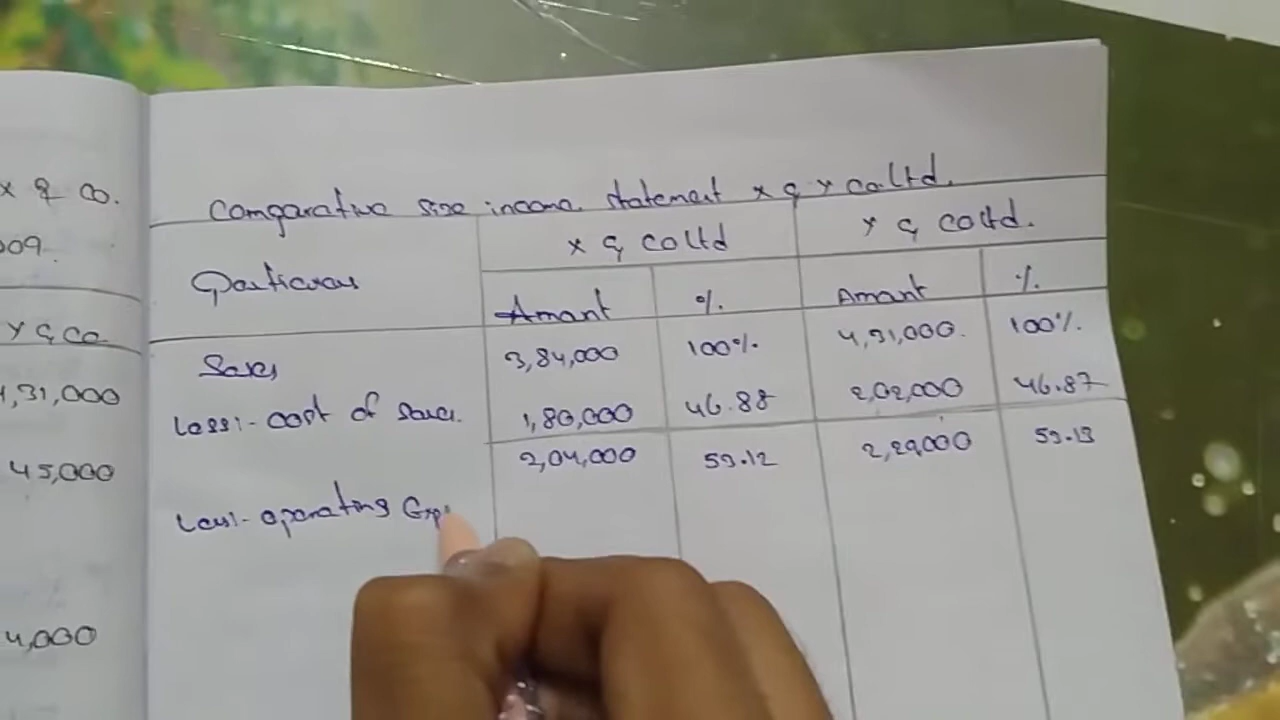 X & Co.
009.
Y & Co
,31,000
45,000
4,000
Comparative size income statement X & Y Co.Ltd.
Particulars
X & Co Ltd
Y & Co Ltd.
Amount
%
Amount
%
Sales
3,84,000
100%
4,31,000.
100%
Less:- cost of sales.
1,80,000
46.88
2,02,000
46.87
2,04,000
53.12
2,29,000
53.13
Less:- operating Exp